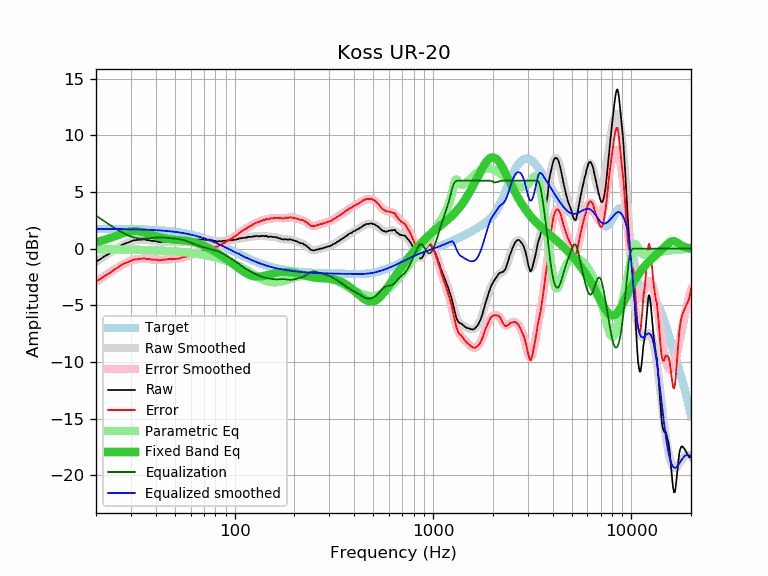 Koss UR-20
Amplitude (dBr)
15
10
5
0
−5
−10
−15
−20
Target
Raw Smoothed
Error Smoothed
Raw
Error
Parametric Eq
Fixed Band Eq
Equalization
Equalized smoothed
100
1000
10000
Frequency (Hz)